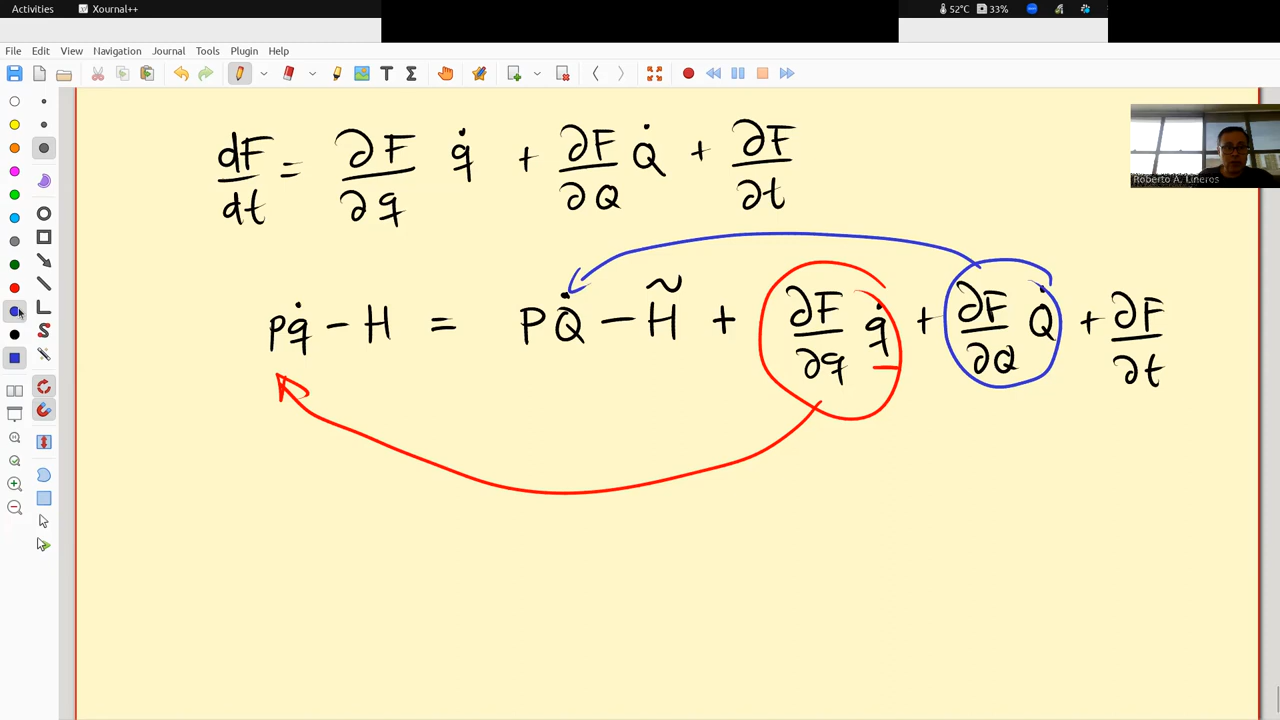 Activities Xournal++ 52°C 33%
File Edit View Navigation Journal Tools Plugin Help
dF/dt = ∂F/∂q q̇ + ∂F/∂Q Q̇ + ∂F/∂t
Roberto A. Lineros
pq̇ − H = PQ̇ − H̃ + ∂F/∂q q̇ + ∂F/∂Q Q̇ + ∂F/∂t